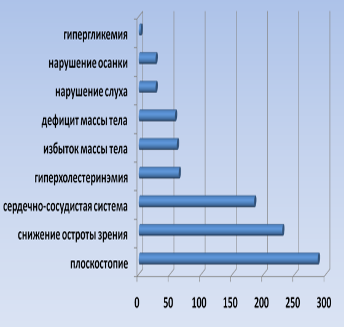 гипергликемия
нарушение осанки
нарушение слуха
дефицит массы тела
избыток массы тела
гиперхолестеринэмия
сердечно-сосудистая система
снижение остроты зрения
плоскостопие
0 50 100 150 200 250 300